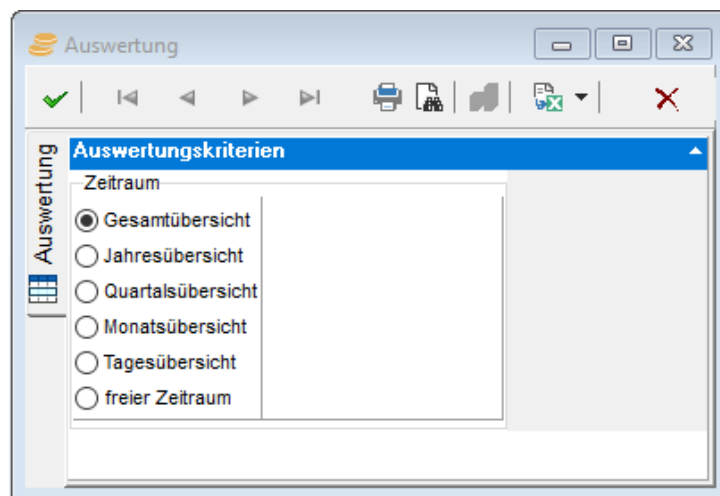 Auswertung
Auswertung
Auswertungskriterien
Zeitraum
Gesamtübersicht
Jahresübersicht
Quartalsübersicht
Monatsübersicht
Tagesübersicht
freier Zeitraum